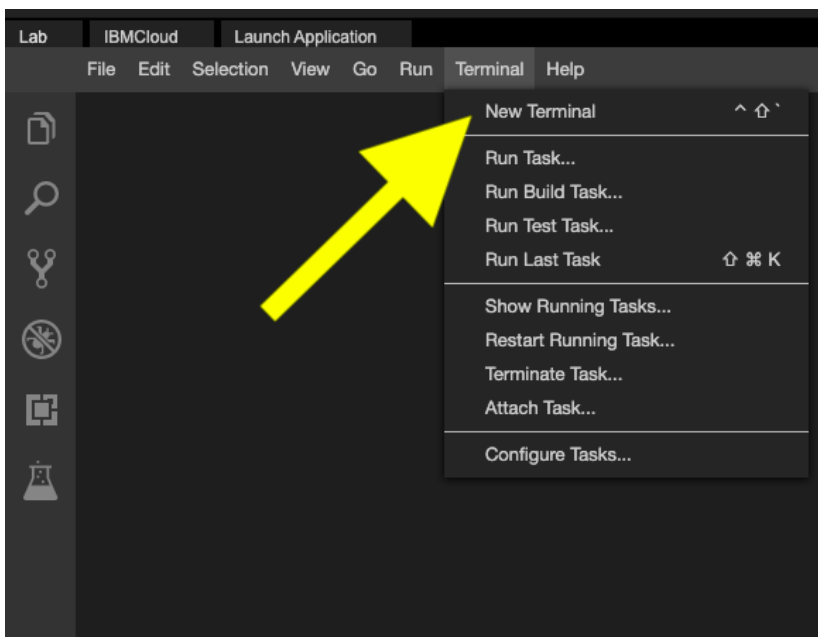 Lab IBMCloud Launch Application
File Edit Selection View Go Run Terminal Help
New Terminal ^ ⇧ `
Run Task...
Run Build Task...
Run Test Task...
Run Last Task ⇧ ⌘ K
Show Running Tasks...
Restart Running Task...
Terminate Task...
Attach Task...
Configure Tasks...